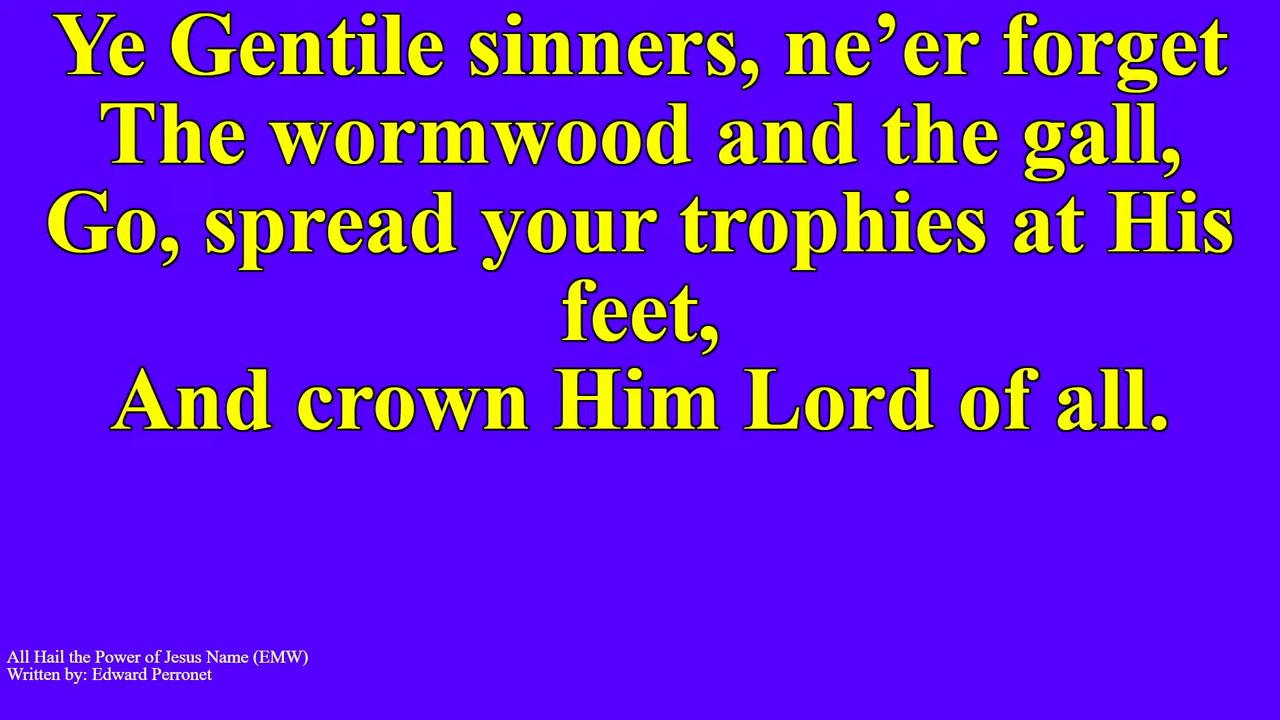 Ye Gentile sinners, ne’er forget
The wormwood and the gall,
Go, spread your trophies at His
feet,
And crown Him Lord of all.
All Hail the Power of Jesus Name (EMW)
Written by: Edward Perronet